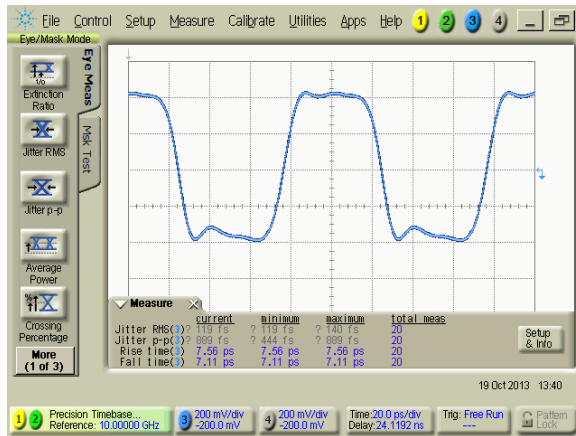 File Control Setup Measure Calibrate Utilities Apps Help 1 2 3 4
Eye/Mask Mode
Eye Meas
Msk Test
Extinction
Ratio
Jitter RMS
Jitter p-p
Average
Power
Crossing
Percentage
More
(1 of 3)
Measure
current minimum maximum total meas
Jitter RMS(3)? 119 fs ? 119 fs ? 140 fs 20
Jitter p-p(3)? 889 fs ? 444 fs ? 889 fs 20
Rise time(3) 7.56 ps 7.56 ps 7.56 ps 20
Fall time(3) 7.11 ps 7.11 ps 7.11 ps 20
Setup
& Info
19 Oct 2013 13:40
1 2 Precision Timebase...
Reference: 10.00000 GHz
3 200 mV/div
-200.0 mV
4 200 mV/div
-200.0 mV
Time:20.0 ps/div
Delay:24.1192 ns
Trig: Free Run
---
Pattern
Lock